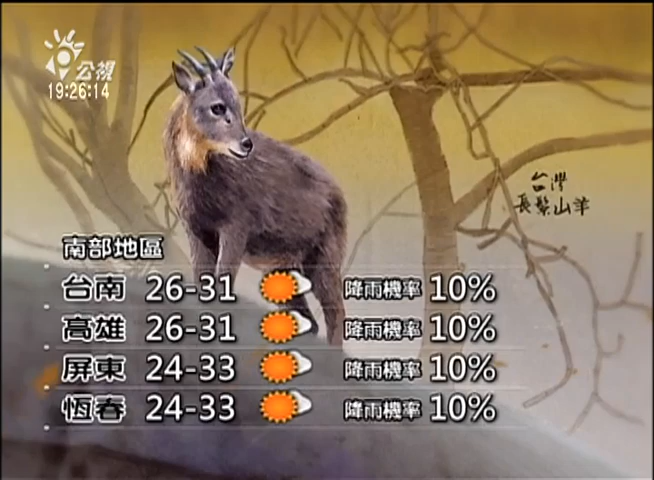 公視
19:26:14
台灣
長鬃山羊
南部地區
台南 26-31 降雨機率 10%
高雄 26-31 降雨機率 10%
屏東 24-33 降雨機率 10%
恆春 24-33 降雨機率 10%